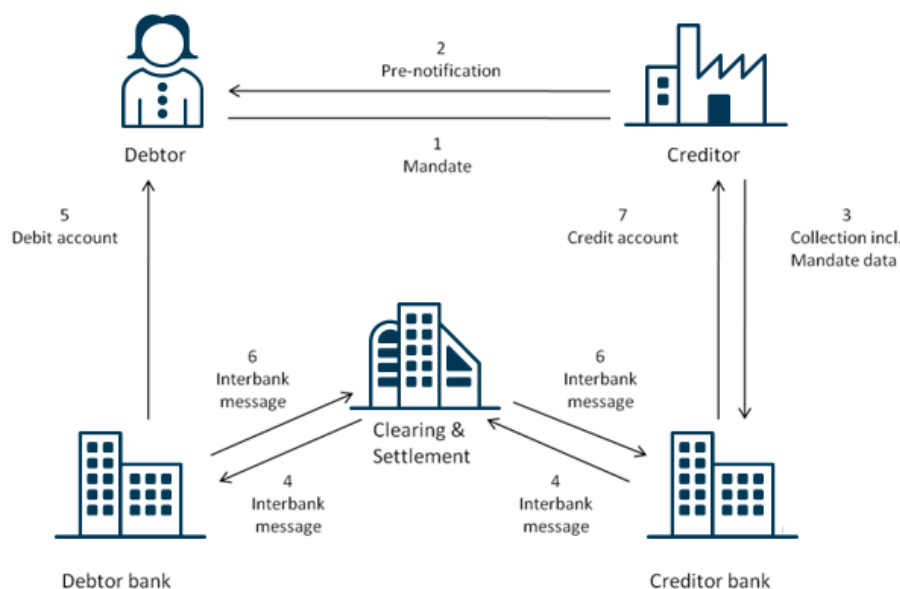 2
Pre-notification
Debtor
Creditor
1
Mandate
5
Debit account
7
Credit account
3
Collection incl.
Mandate data
6
Interbank
message
6
Interbank
message
Clearing &
Settlement
4
Interbank
message
4
Interbank
message
Debtor bank
Creditor bank